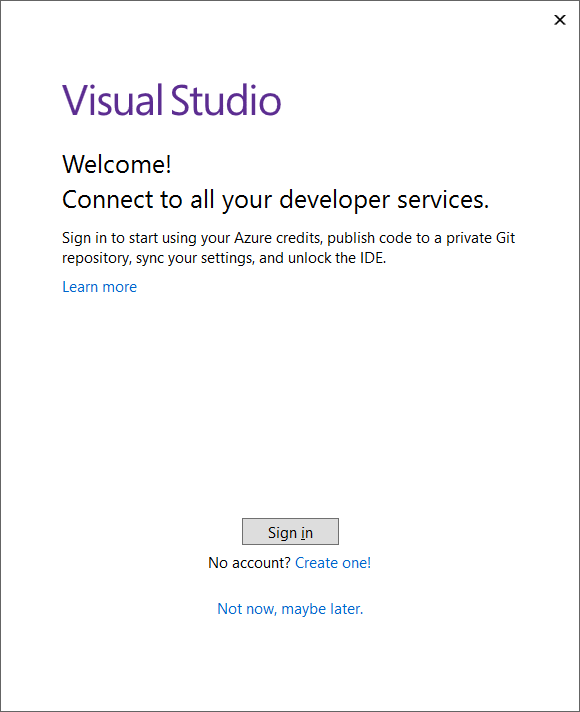 Visual Studio
Welcome!
Connect to all your developer services.
Sign in to start using your Azure credits, publish code to a private Git
repository, sync your settings, and unlock the IDE.
Learn more
Sign in
No account? Create one!
Not now, maybe later.